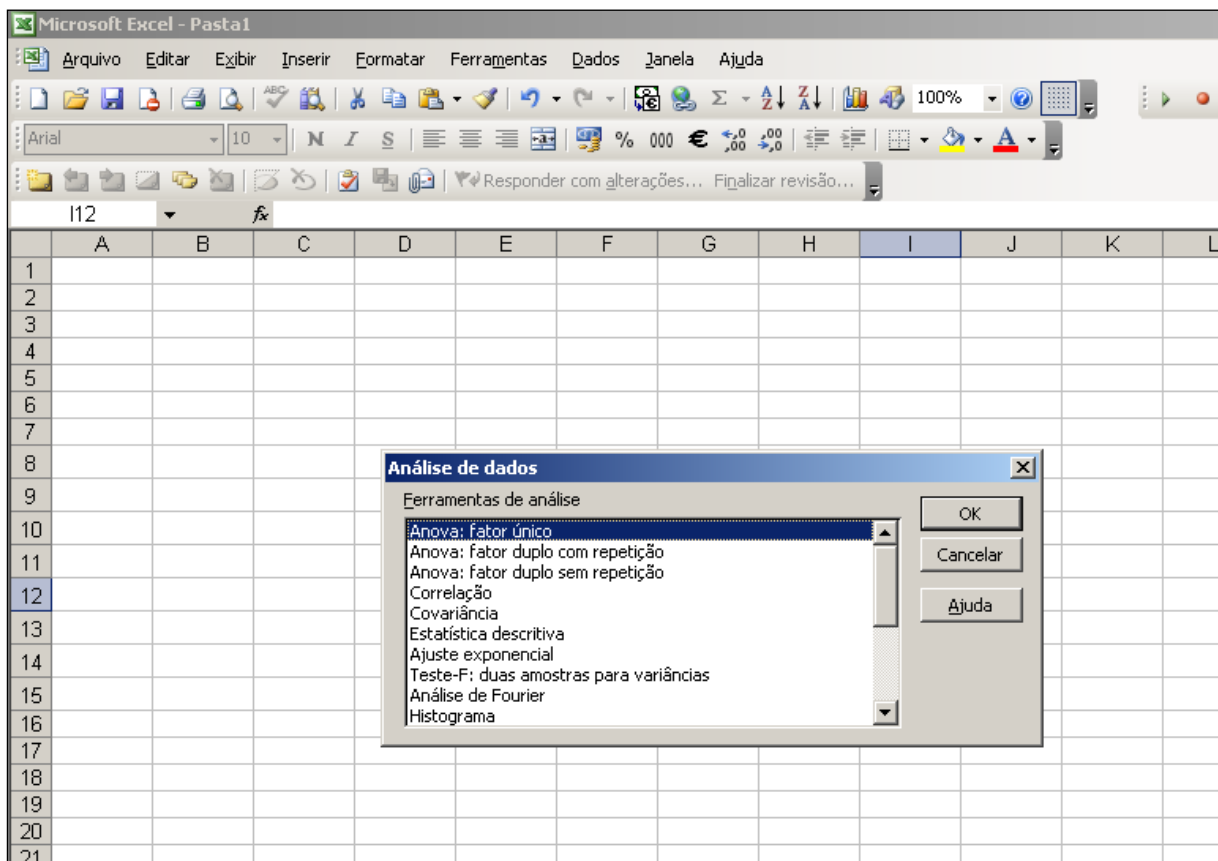 Microsoft Excel - Pasta1
Arquivo Editar Exibir Inserir Formatar Ferramentas Dados Janela Ajuda
100%
Arial 10 N I S % 000 €
Responder com alterações... Finalizar revisão...
I12 fx
A B C D E F G H I J K L
1
2
3
4
5
6
7
8
9
10
11
12
13
14
15
16
17
18
19
20
21
Análise de dados
Ferramentas de análise
Anova: fator único
Anova: fator duplo com repetição
Anova: fator duplo sem repetição
Correlação
Covariância
Estatística descritiva
Ajuste exponencial
Teste-F: duas amostras para variâncias
Análise de Fourier
Histograma
OK
Cancelar
Ajuda